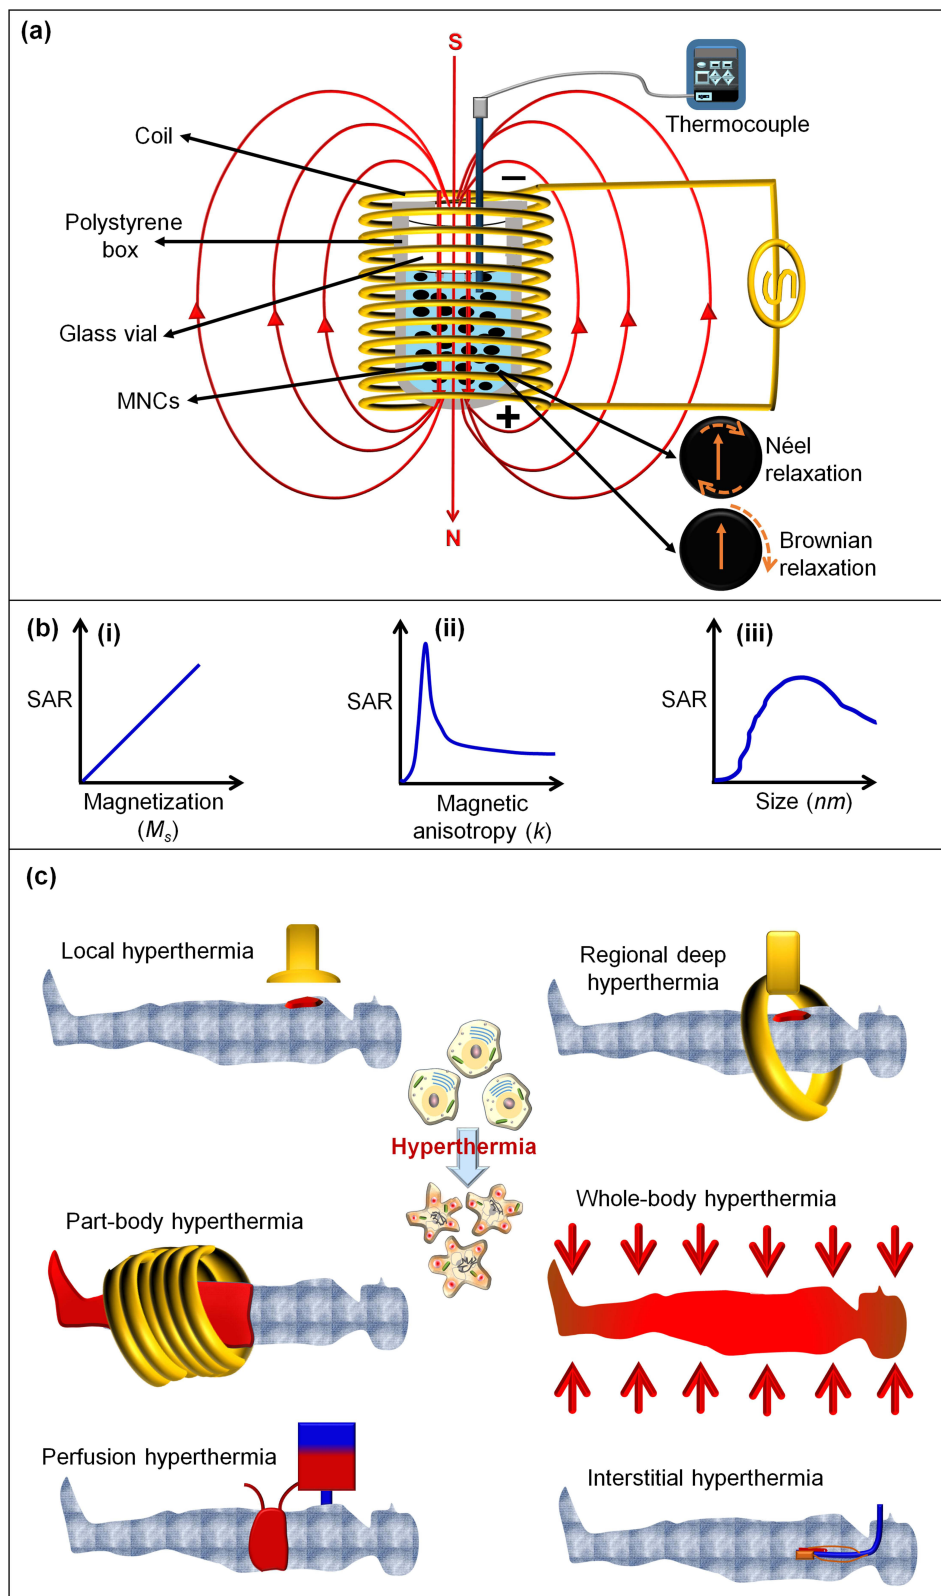 (a)
S
Thermocouple
Coil
–
Polystyrene
box
Glass vial
MNCs
+
Néel
relaxation
N
Brownian
relaxation
(b)
(i)
SAR
Magnetization
(Ms)
(ii)
SAR
Magnetic
anisotropy (k)
(iii)
SAR
Size (nm)
(c)
Local hyperthermia
Regional deep
hyperthermia
Hyperthermia
Part-body hyperthermia
Whole-body hyperthermia
Perfusion hyperthermia
Interstitial hyperthermia